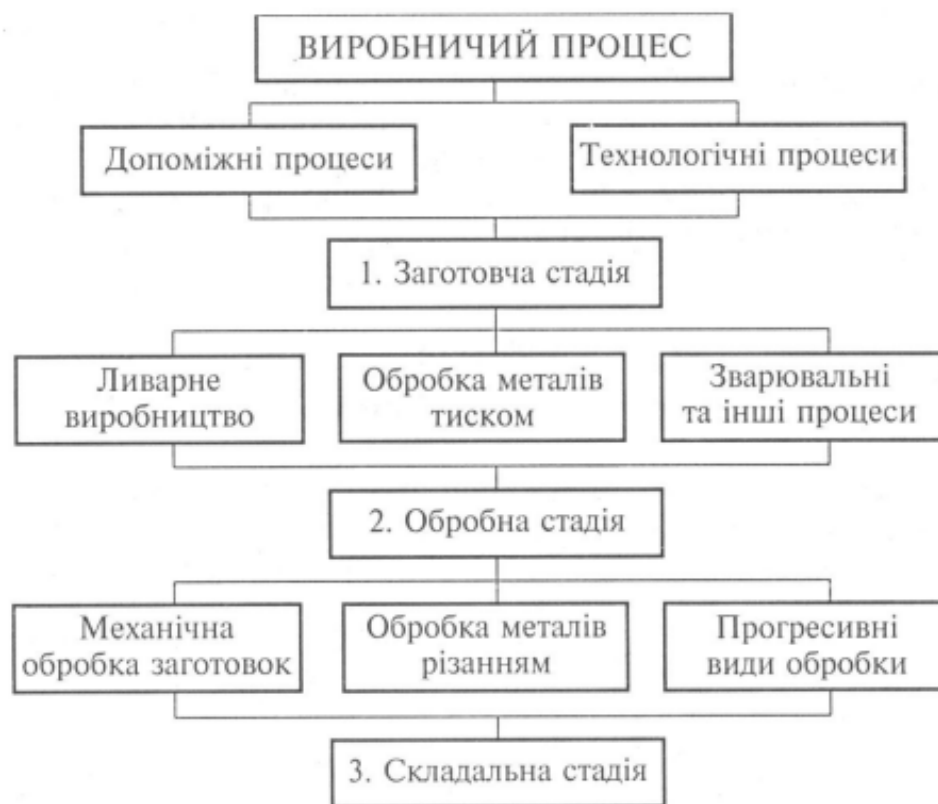 ВИРОБНИЧИЙ ПРОЦЕС
Допоміжні процеси
Технологічні процеси
1. Заготовча стадія
Ливарне
виробництво
Обробка металів
тиском
Зварювальні
та інші процеси
2. Обробна стадія
Механічна
обробка заготовок
Обробка металів
різанням
Прогресивні
види обробки
3. Складальна стадія